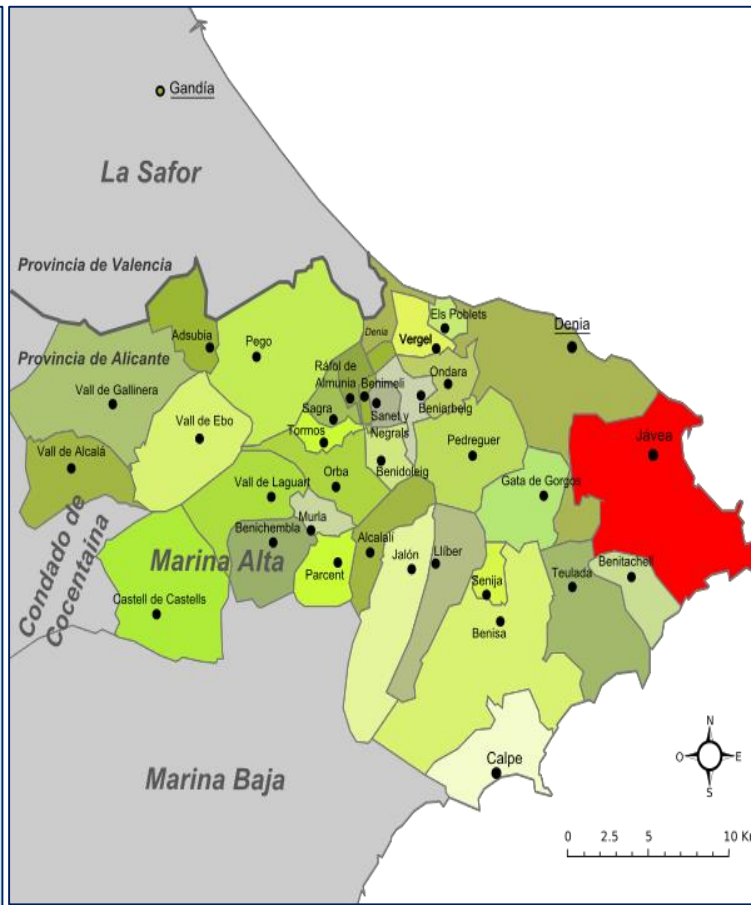 Gandía
La Safor
Provincia de Valencia
Provincia de Alicante
Adsubia
Pego
Denia
Vergel
Els Poblets
Denia
Vall de Gallinera
Ráfol de
Almunia
Benimeli
Ondara
Vall de Ebo
Sagra
Sanet y
Negrals
Beniarbeig
Tormos
Vall de Alcalá
Pedreguer
Jávea
Benidoleig
Vall de Laguart
Orba
Gata de Gorgos
Murla
Benichembla
Condado de
Cocentaina
Marina Alta
Alcalalí
Parcent
Jalón
Llíber
Senija
Teulada
Benitachell
Castell de Castells
Benisa
Calpe
Marina Baja
N
O
E
S
0 2.5 5 10 Km